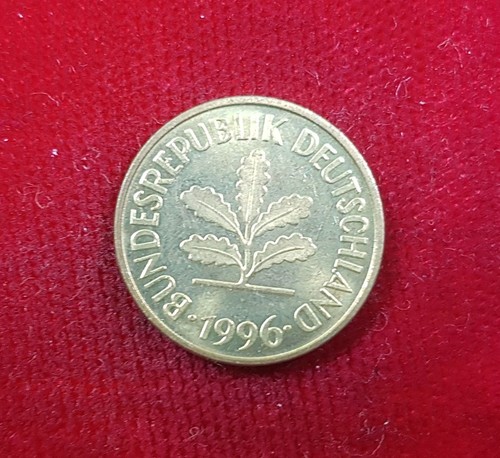 BUNDESREPUBLIK DEUTSCHLAND
· 1996 ·